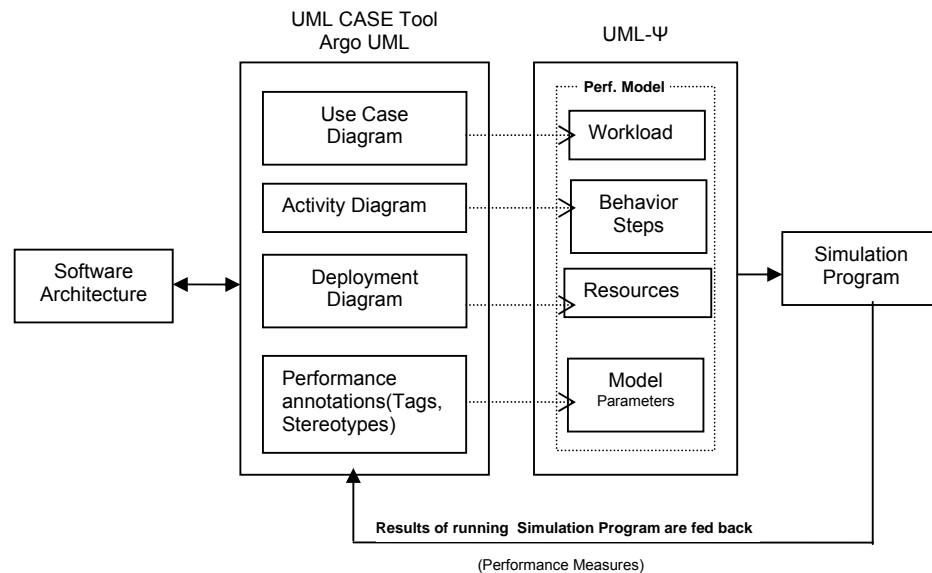 UML CASE Tool
Argo UML
UML-Ψ
Perf. Model
Use Case
Diagram
Workload
Activity Diagram
Behavior
Steps
Software
Architecture
Deployment
Diagram
Resources
Simulation
Program
Performance
annotations(Tags,
Stereotypes)
Model
Parameters
Results of running Simulation Program are fed back
(Performance Measures)